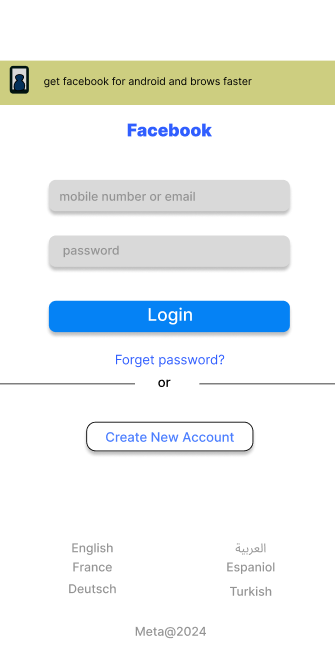 get facebook for android and brows faster
Facebook
mobile number or email
password
Login
Forget password?
or
Create New Account
English
العربية
France
Espaniol
Deutsch
Turkish
Meta@2024